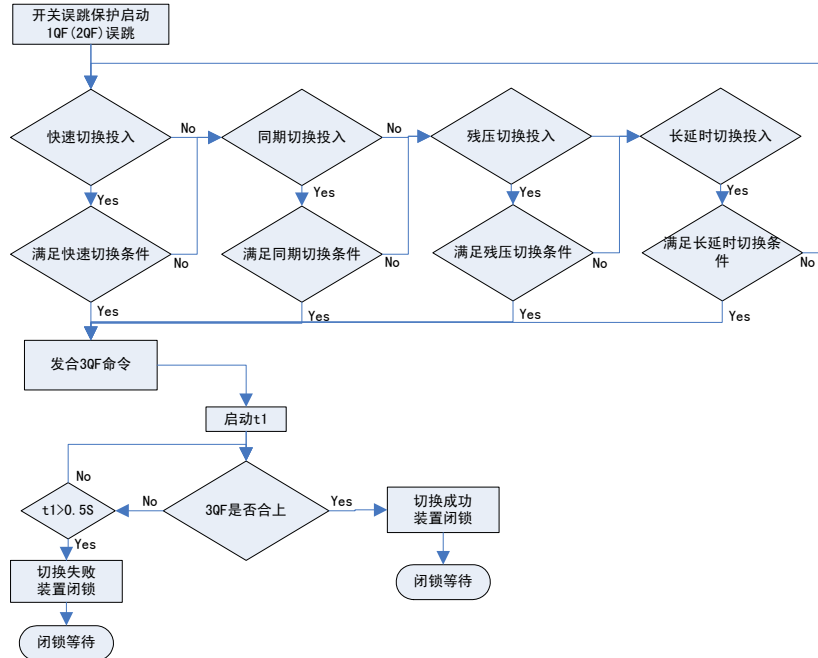 开关误跳保护启动
1QF(2QF)误跳
快速切换投入
No
同期切换投入
No
残压切换投入
长延时切换投入
Yes
Yes
Yes
Yes
满足快速切换条件
No
满足同期切换条件
No
满足残压切换条件
No
满足长延时切换条
件
No
Yes
Yes
Yes
Yes
发合3QF命令
启动t1
No
t1>0.5S
No
3QF是否合上
Yes
切换成功
装置闭锁
Yes
切换失败
装置闭锁
闭锁等待
闭锁等待